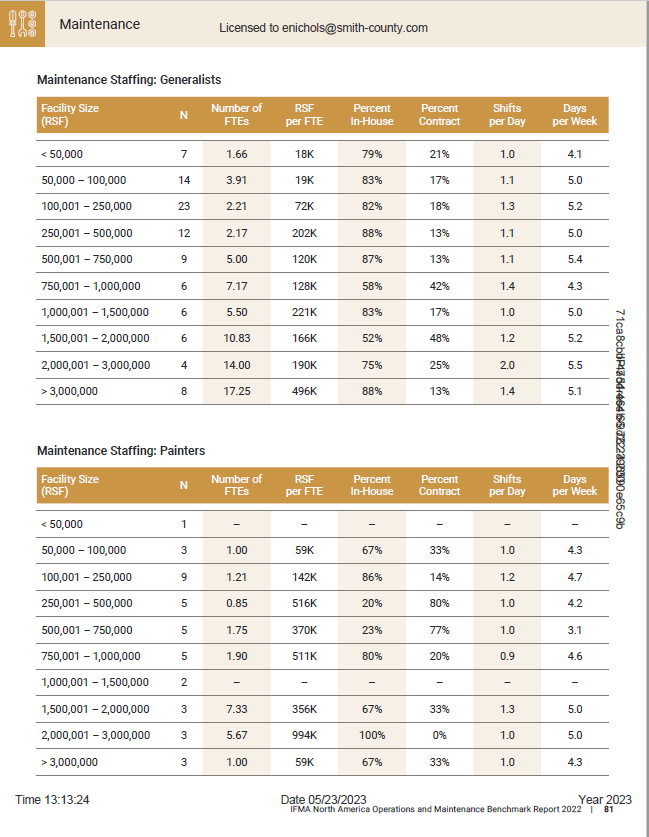 Maintenance
Licensed to enichols@smith-county.com
Maintenance Staffing: Generalists
Facility Size (RSF) N Number of FTEs RSF per FTE Percent In-House Percent Contract Shifts per Day Days per Week
< 50,000 7 1.66 18K 79% 21% 1.0 4.1
50,000 – 100,000 14 3.91 19K 83% 17% 1.1 5.0
100,001 – 250,000 23 2.21 72K 82% 18% 1.3 5.2
250,001 – 500,000 12 2.17 202K 88% 13% 1.1 5.0
500,001 – 750,000 9 5.00 120K 87% 13% 1.1 5.4
750,001 – 1,000,000 6 7.17 128K 58% 42% 1.4 4.3
1,000,001 – 1,500,000 6 5.50 221K 83% 17% 1.0 5.0
1,500,001 – 2,000,000 6 10.83 166K 52% 48% 1.2 5.2
2,000,001 – 3,000,000 4 14.00 190K 75% 25% 2.0 5.5
> 3,000,000 8 17.25 496K 88% 13% 1.4 5.1
Maintenance Staffing: Painters
Facility Size (RSF) N Number of FTEs RSF per FTE Percent In-House Percent Contract Shifts per Day Days per Week
< 50,000 1 – – – – – –
50,000 – 100,000 3 1.00 59K 67% 33% 1.0 4.3
100,001 – 250,000 9 1.21 142K 86% 14% 1.2 4.7
250,001 – 500,000 5 0.85 516K 20% 80% 1.0 4.2
500,001 – 750,000 5 1.75 370K 23% 77% 1.0 3.1
750,001 – 1,000,000 5 1.90 511K 80% 20% 0.9 4.6
1,000,001 – 1,500,000 2 – – – – – –
1,500,001 – 2,000,000 3 7.33 356K 67% 33% 1.3 5.0
2,000,001 – 3,000,000 3 5.67 994K 100% 0% 1.0 5.0
> 3,000,000 3 1.00 59K 67% 33% 1.0 4.3
Time 13:13:24 Date 05/23/2023 Year 2023
IFMA North America Operations and Maintenance Benchmark Report 2022 | 81